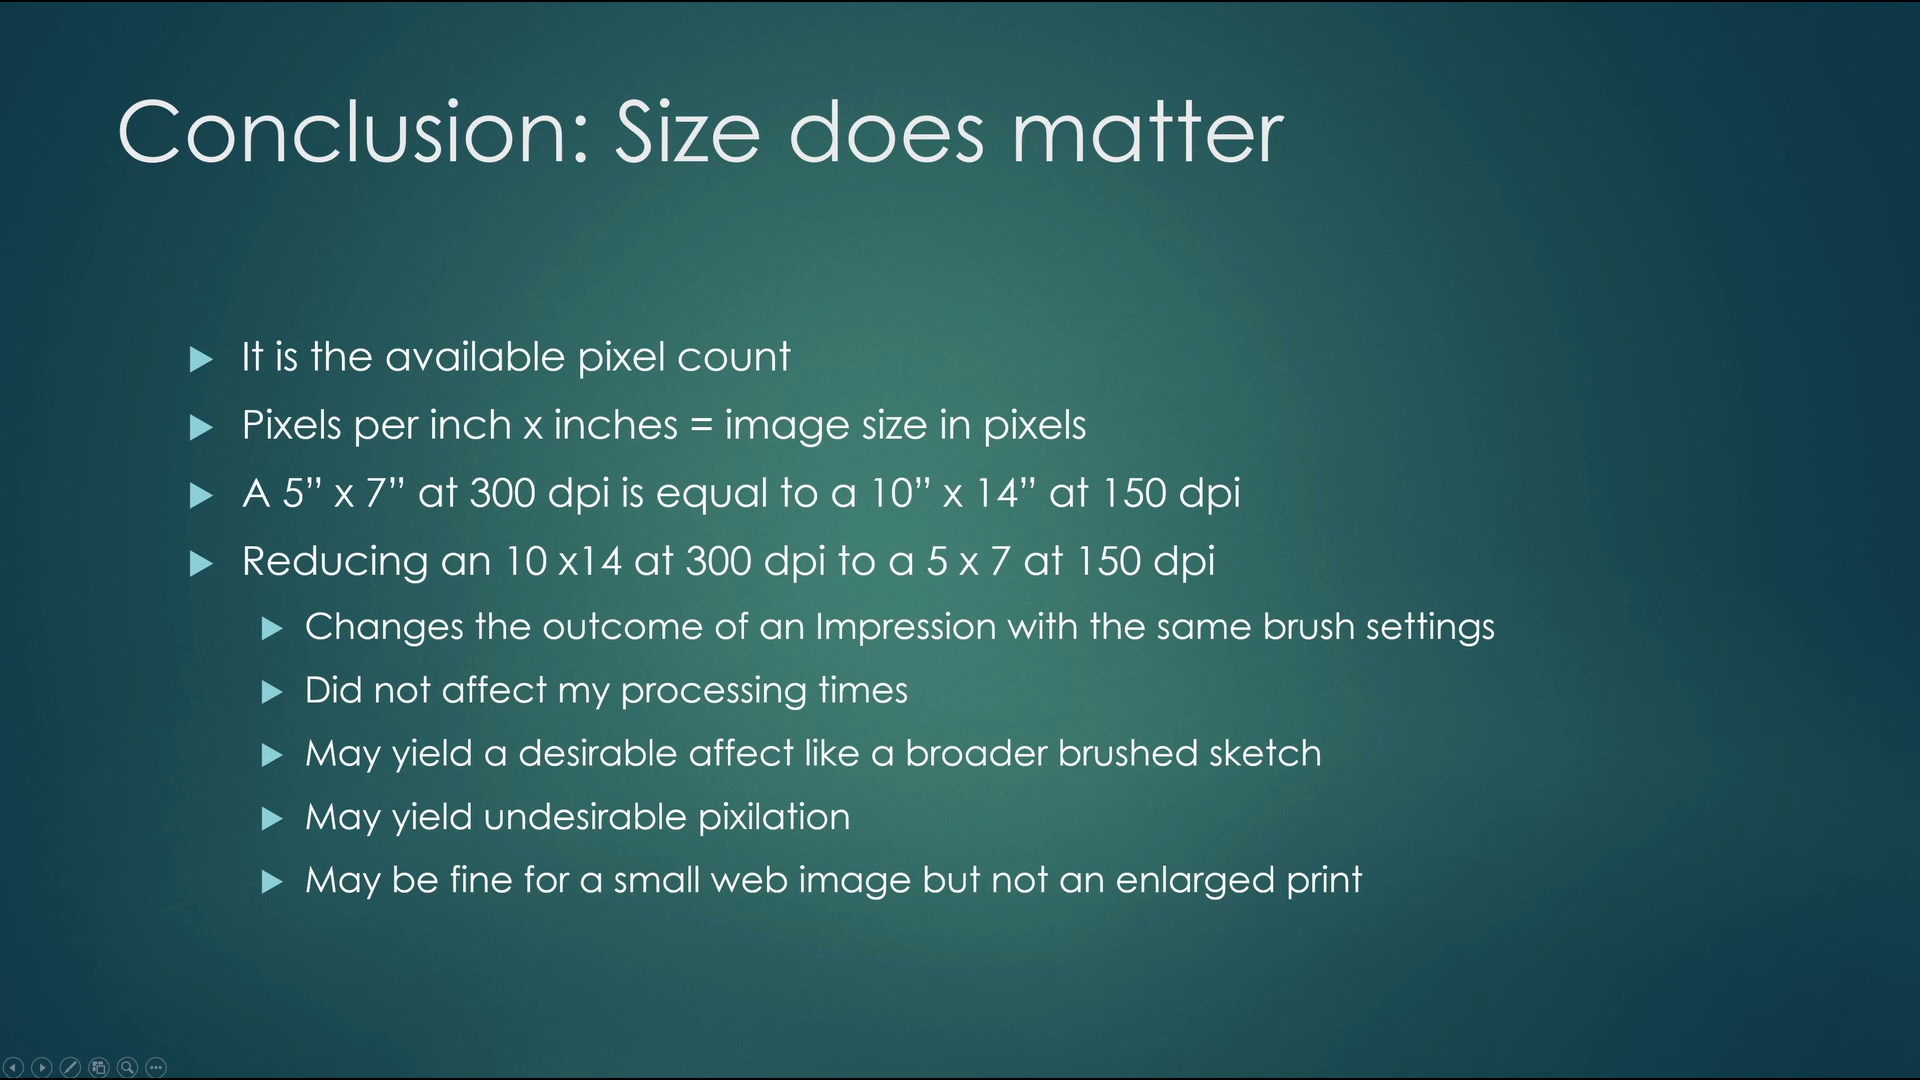 Conclusion: Size does matter
It is the available pixel count
Pixels per inch x inches = image size in pixels
A 5” x 7” at 300 dpi is equal to a 10” x 14” at 150 dpi
Reducing an 10 x14 at 300 dpi to a 5 x 7 at 150 dpi
Changes the outcome of an Impression with the same brush settings
Did not affect my processing times
May yield a desirable affect like a broader brushed sketch
May yield undesirable pixilation
May be fine for a small web image but not an enlarged print